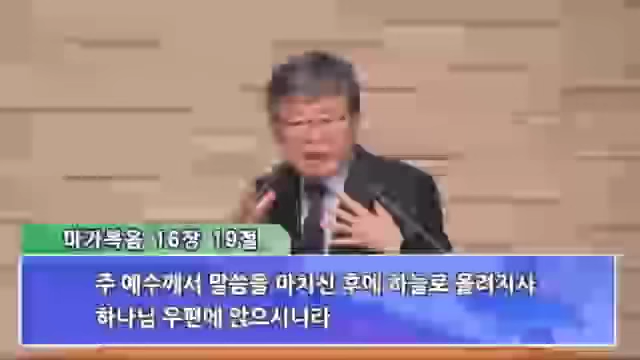 마가복음 16장 19절
주 예수께서 말씀을 마치신 후에 하늘로 올려지사
하나님 우편에 앉으시니라